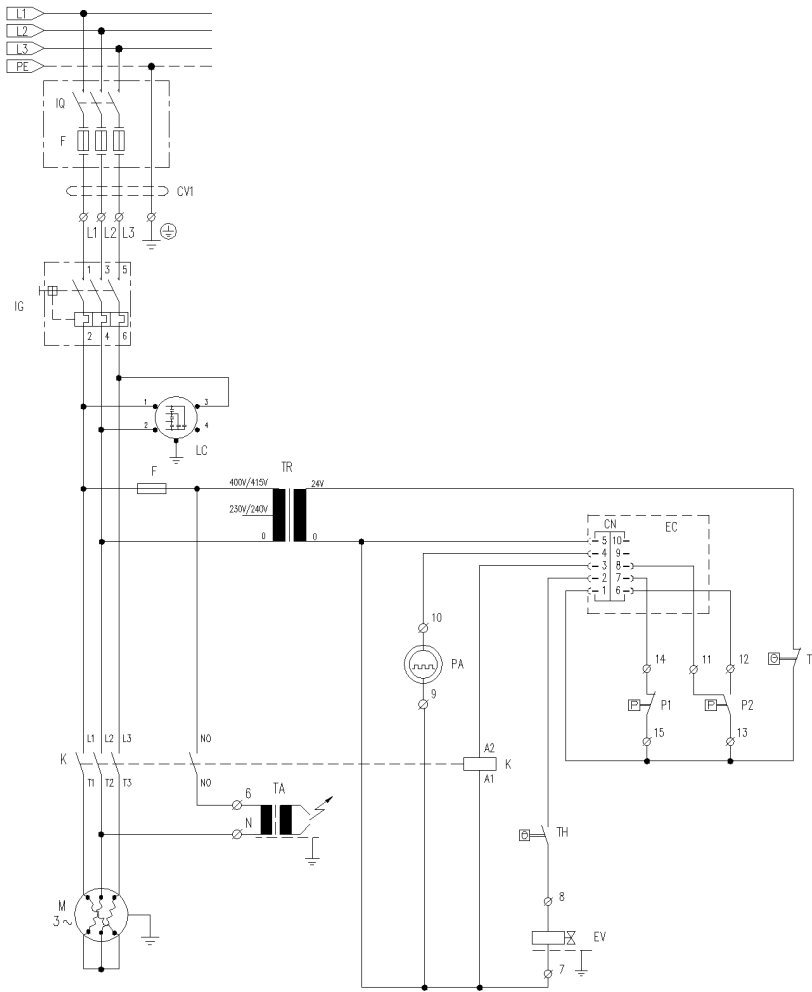 L1
L2
L3
PE
IQ
F
CV1
L1 L2 L3
1 3 5
IG
2 4 6
1 3
2 4
LC
F
TR
400V/415V 24V
230V/240V
0 0
CN EC
5 10
4 9
3 8
2 7
1 6
10
PA
9
14 11 12 T
P P1 P P2
15 13
L1 L2 L3 NO
K
T1 T2 T3 NO
A2
K
A1
6 TA
N
TH
8
EV
7
M
3~